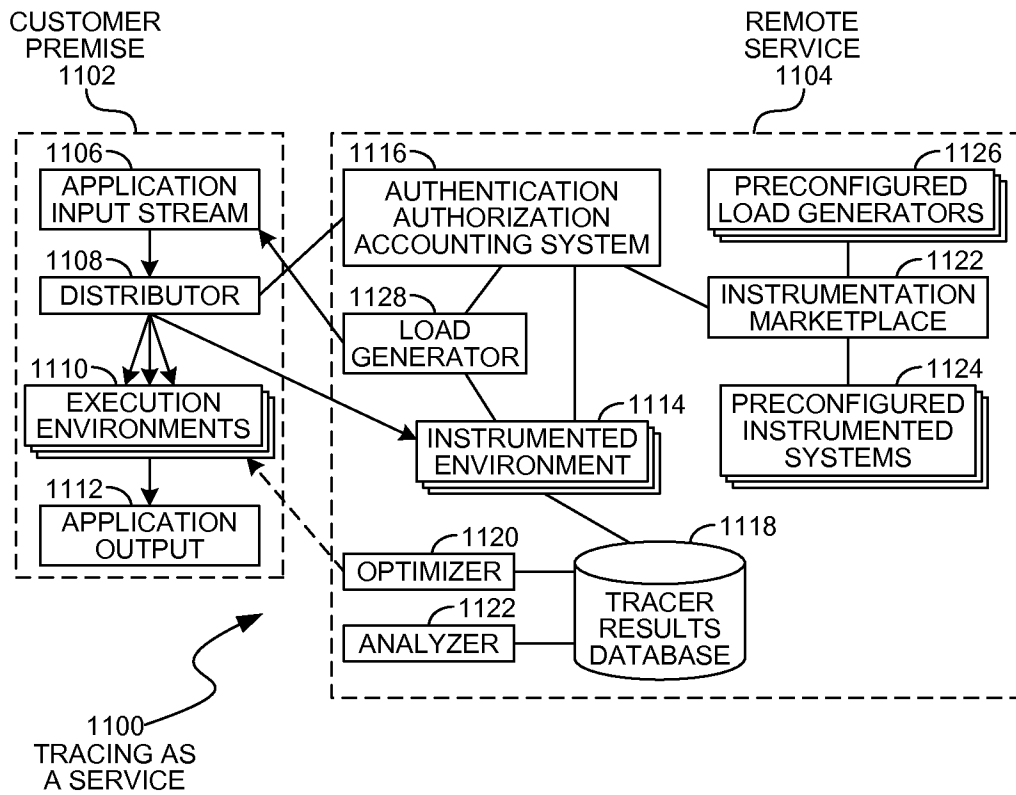 CUSTOMER
PREMISE
1102
REMOTE
SERVICE
1104
1106
APPLICATION
INPUT STREAM
1108
DISTRIBUTOR
1110
EXECUTION
ENVIRONMENTS
1112
APPLICATION
OUTPUT
1116
AUTHENTICATION
AUTHORIZATION
ACCOUNTING SYSTEM
1128
LOAD
GENERATOR
1114
INSTRUMENTED
ENVIRONMENT
1120
OPTIMIZER
1122
ANALYZER
1118
TRACER
RESULTS
DATABASE
1126
PRECONFIGURED
LOAD GENERATORS
1122
INSTRUMENTATION
MARKETPLACE
1124
PRECONFIGURED
INSTRUMENTED
SYSTEMS
1100
TRACING AS
A SERVICE